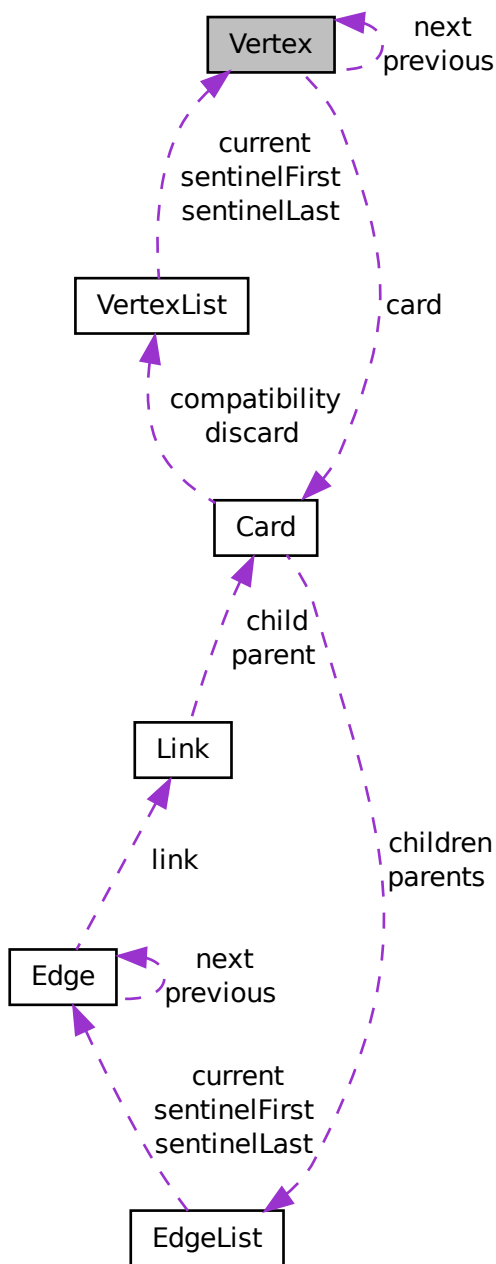 Vertex
next
previous
current
sentinelFirst
sentinelLast
VertexList
card
compatibility
discard
Card
child
parent
Link
children
parents
link
Edge
next
previous
current
sentinelFirst
sentinelLast
EdgeList